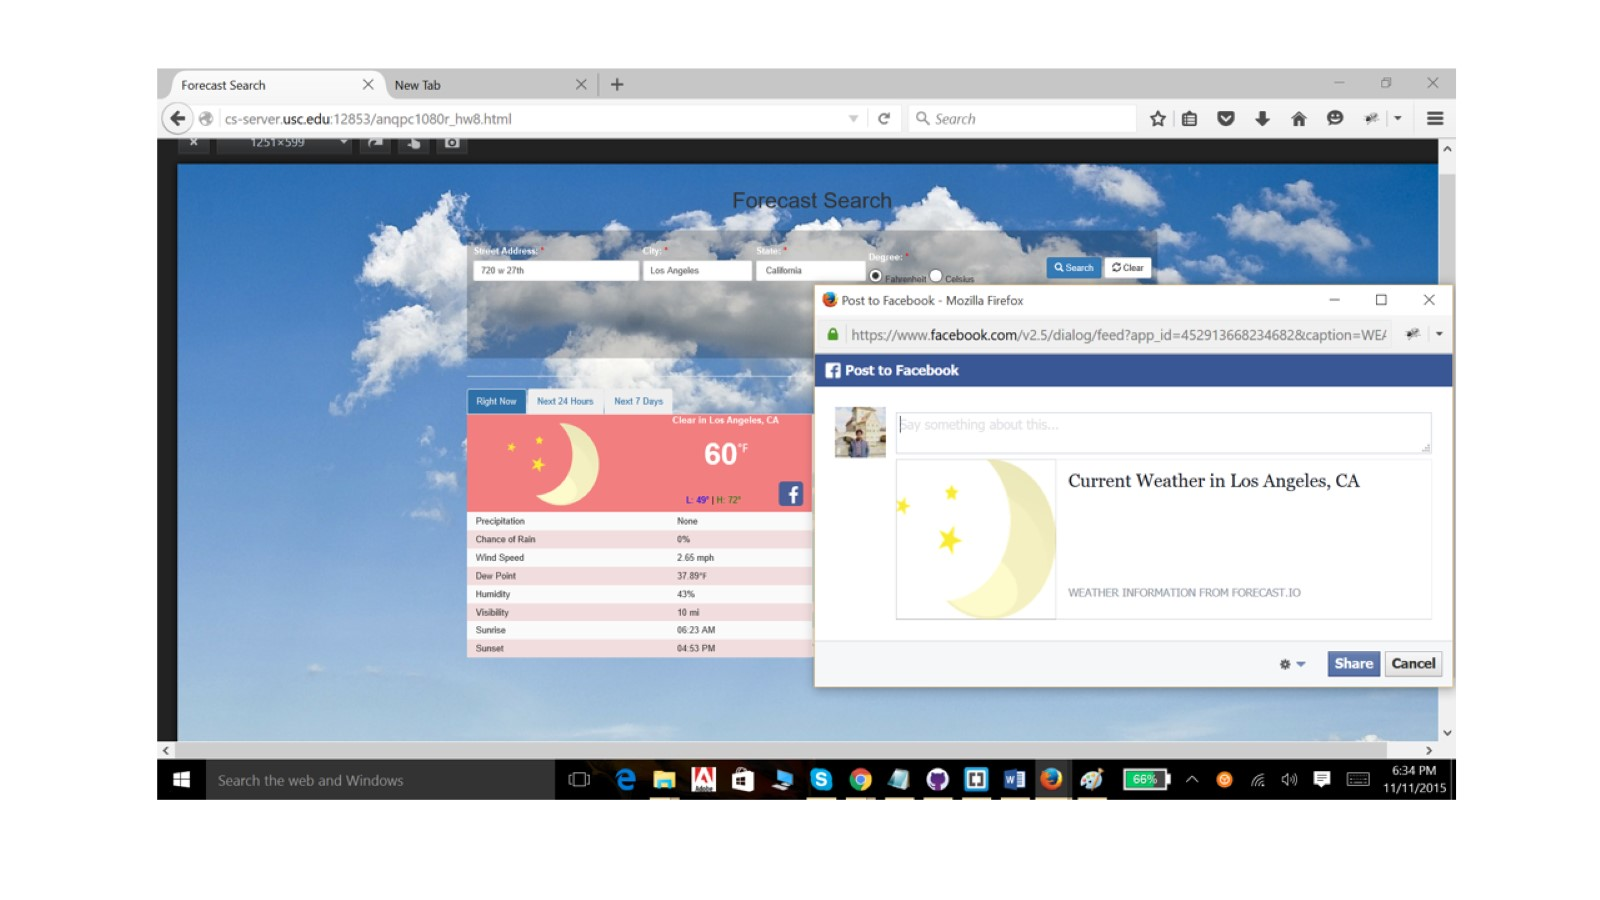 Forecast Search
New Tab
cs-server.usc.edu:12853/anqpc1080r_hw8.html
Search
1251×599
Forecast Search
Street Address: *
City: *
State: *
Degree: *
720 w 27th
Los Angeles
California
Fahrenheit
Celsius
Search
Clear
Post to Facebook - Mozilla Firefox
https://www.facebook.com/v2.5/dialog/feed?app_id=452913668234682&caption=WEA
Post to Facebook
Say something about this...
Current Weather in Los Angeles, CA
WEATHER INFORMATION FROM FORECAST.IO
Share
Cancel
Right Now
Next 24 Hours
Next 7 Days
Clear in Los Angeles, CA
60°F
L: 49° | H: 72°
Precipitation None
Chance of Rain 0%
Wind Speed 2.65 mph
Dew Point 37.89°F
Humidity 43%
Visibility 10 mi
Sunrise 06:23 AM
Sunset 04:53 PM
Search the web and Windows
Adobe
66%
6:34 PM
11/11/2015